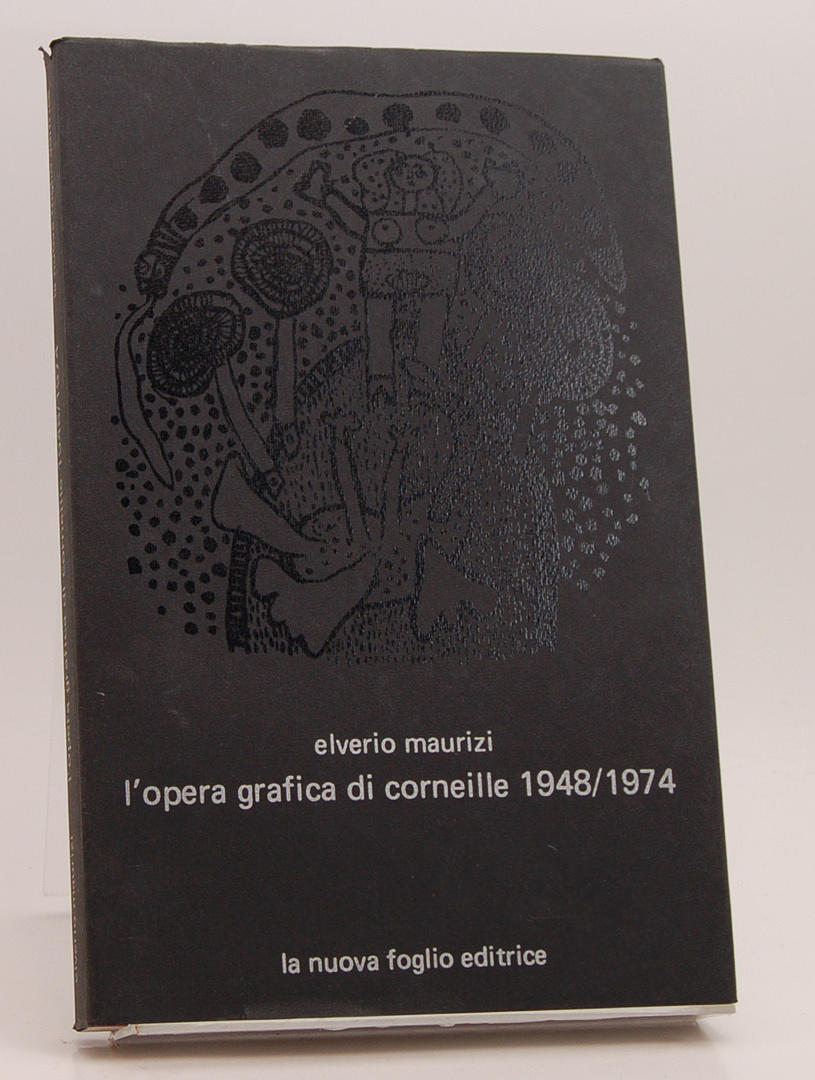 elverio maurizi
l'opera grafica di corneille 1948/1974
la nuova foglio editrice